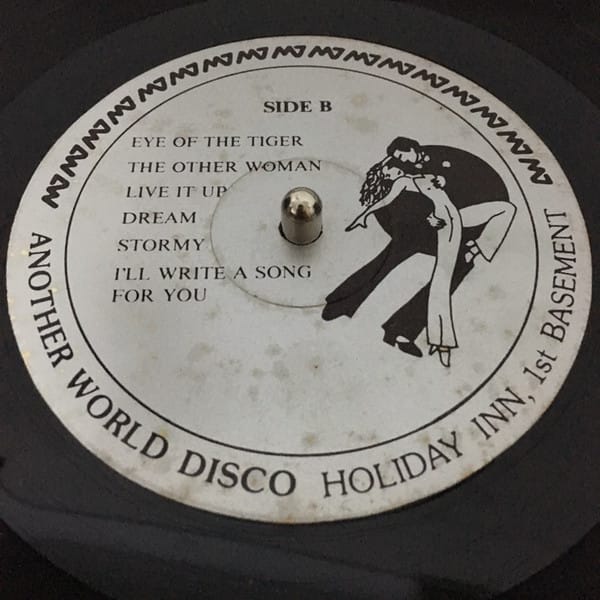 SIDE B
EYE OF THE TIGER
THE OTHER WOMAN
LIVE IT UP
DREAM
STORMY
I'LL WRITE A SONG
FOR YOU
ANOTHER WORLD DISCO HOLIDAY INN, 1st BASEMENT